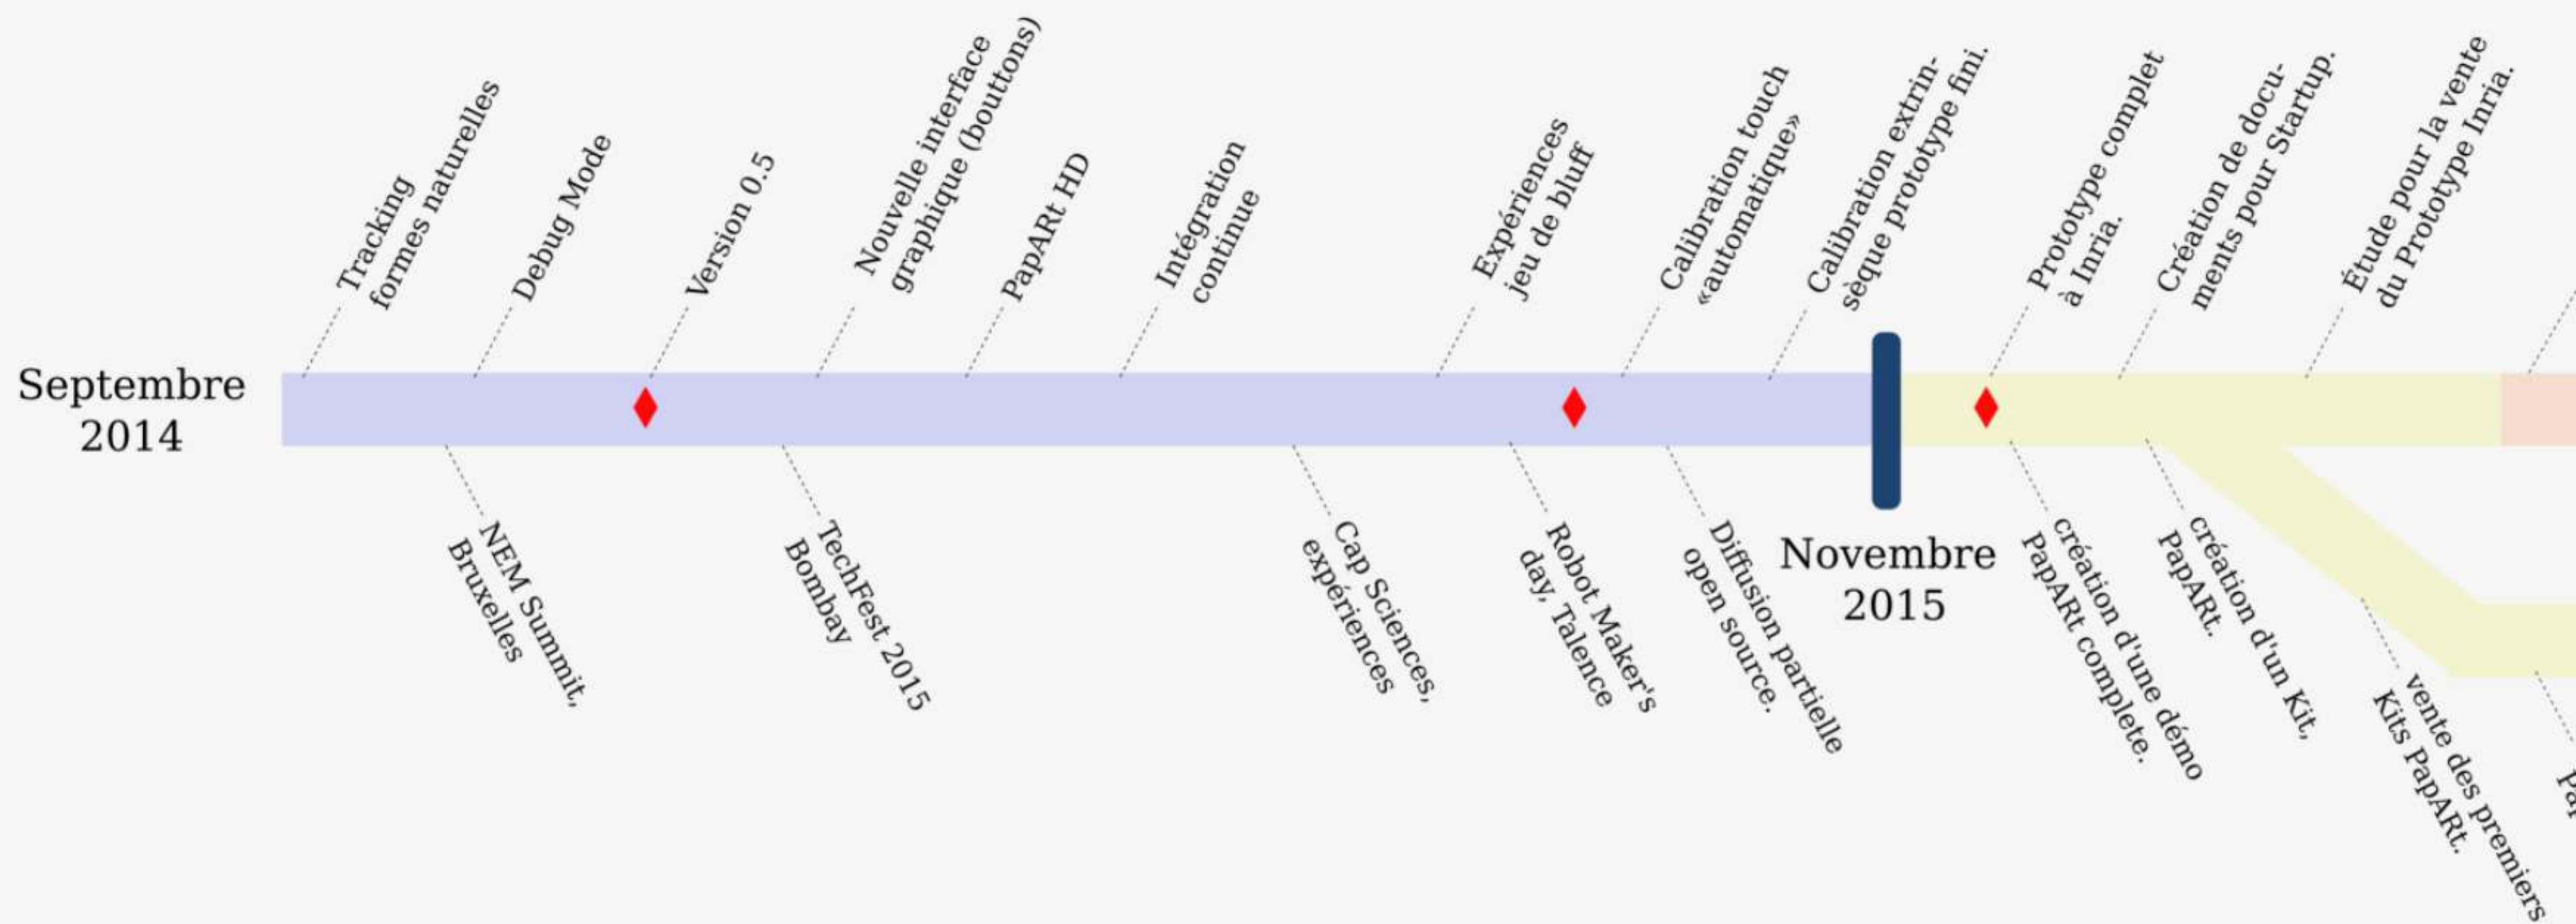 Tracking
formes naturelles
Debug Mode
Version 0.5
Nouvelle interface
graphique (bouttons)
PapARt HD
Intégration
continue
Expériences
jeu de bluff
Calibration touch
«automatique»
Calibration extrin-
sèque prototype fini.
Prototype complet
à Inria.
Création de docu-
ments pour Startup.
Étude pour la vente
du Prototype Inria.
Septembre
2014
Novembre
2015
NEM Summit,
Bruxelles
TechFest 2015
Bombay
Cap Sciences,
expériences
Robot Maker's
day, Talence
Diffusion partielle
open source.
création d'une démo
PapARt complete.
création d'un Kit,
PapARt.
vente des premiers
Kits PapARt.